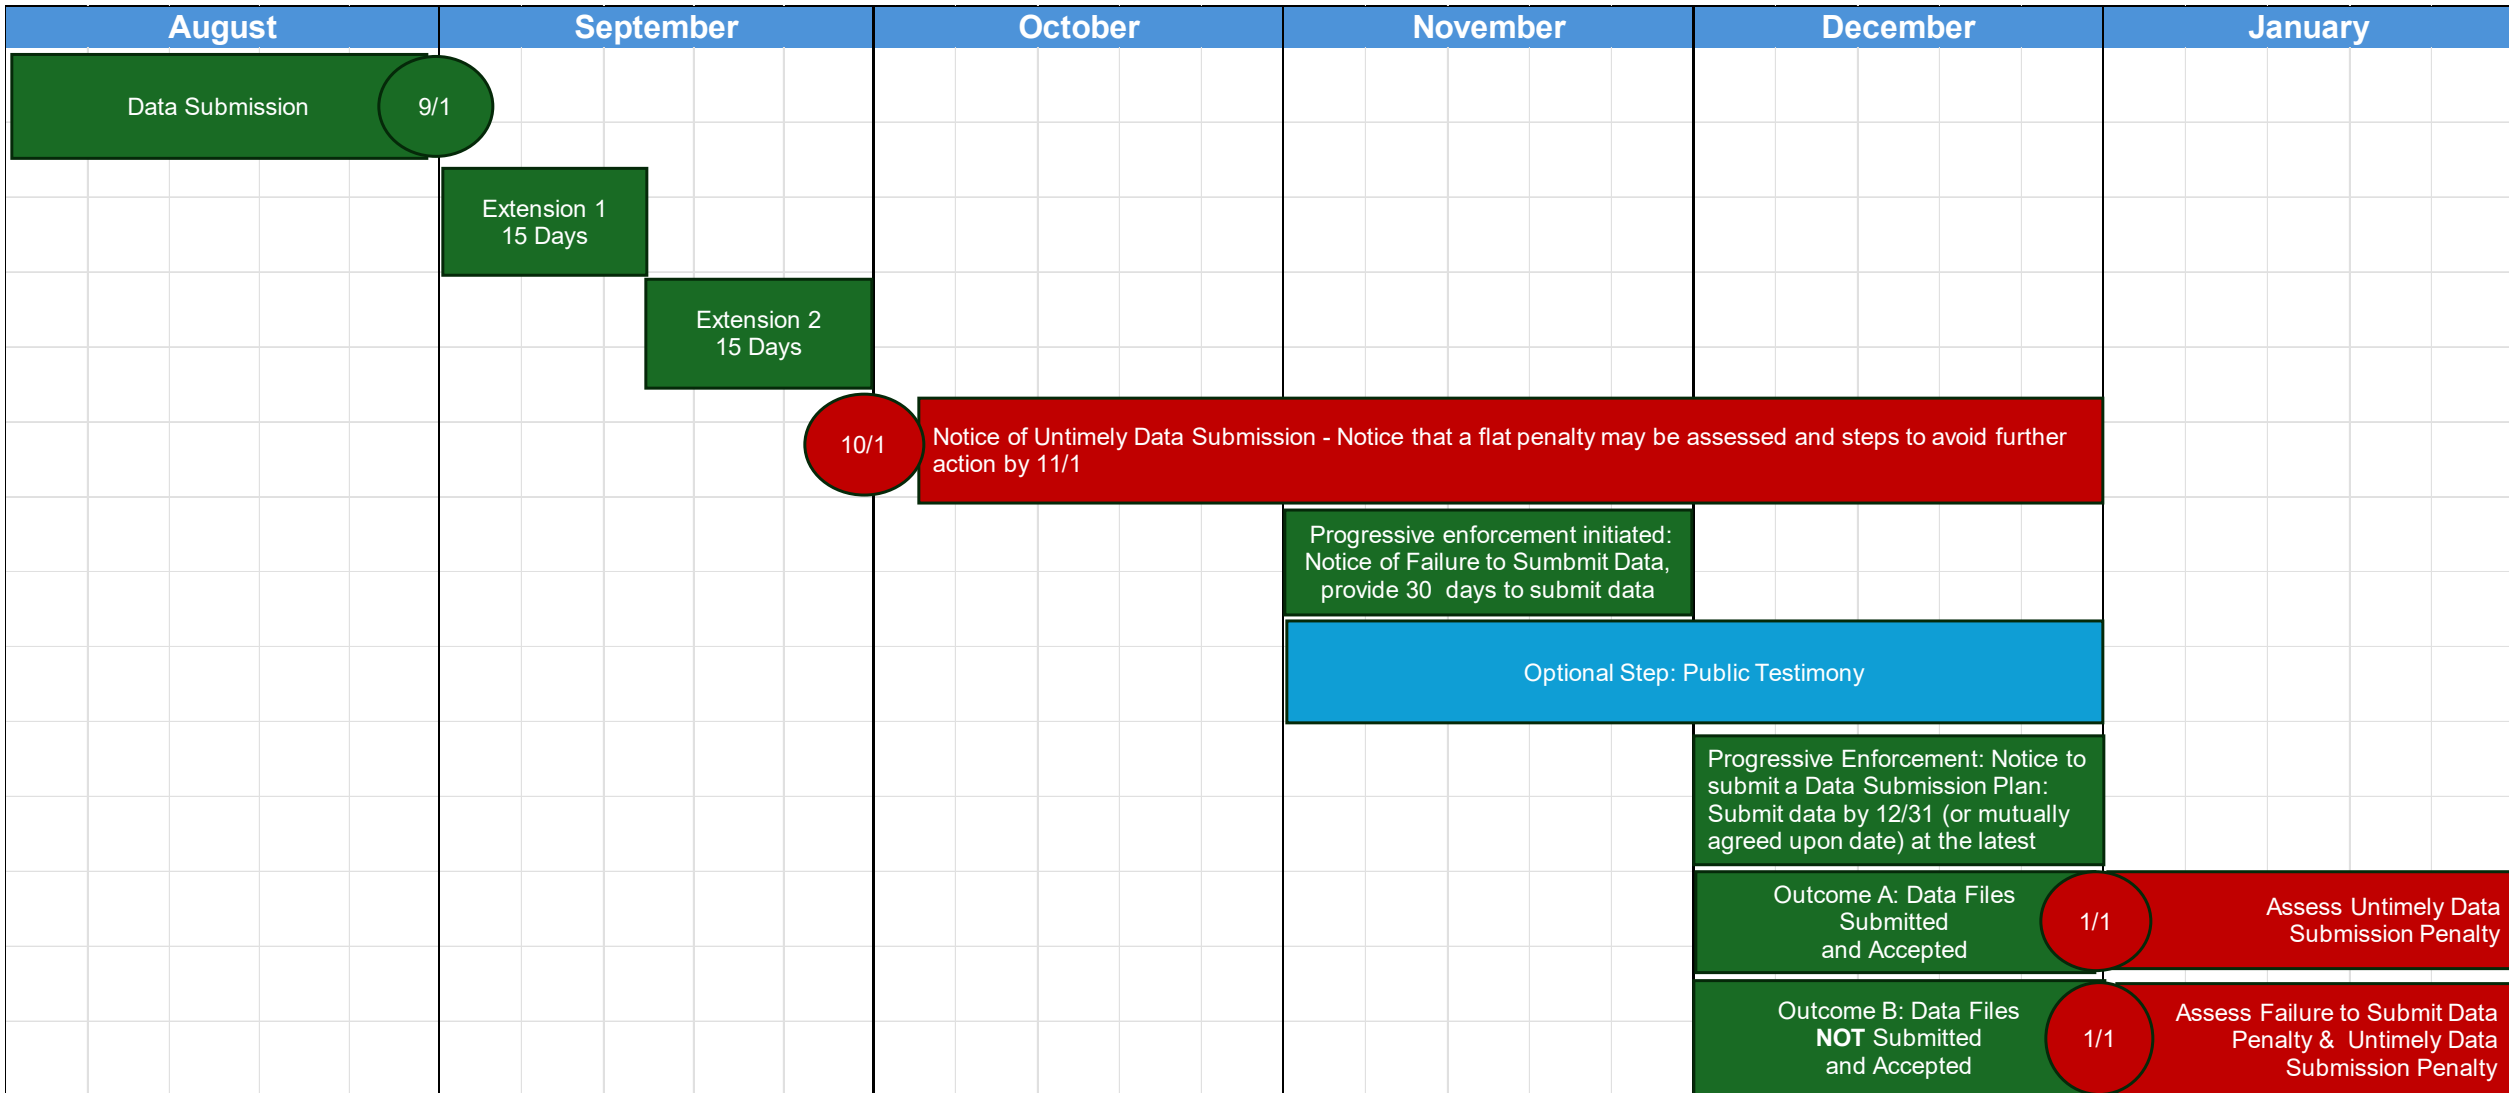 August
September
October
November
December
January
Data Submission
9/1
Extension 1
15 Days
Extension 2
15 Days
10/1
Notice of Untimely Data Submission - Notice that a flat penalty may be assessed and steps to avoid further
action by 11/1
Progressive enforcement initiated:
Notice of Failure to Sumbmit Data,
provide 30  days to submit data
Optional Step: Public Testimony
Progressive Enforcement: Notice to
submit a Data Submission Plan:
Submit data by 12/31 (or mutually
agreed upon date) at the latest
Outcome A: Data Files
Submitted
and Accepted
1/1
Assess Untimely Data
Submission Penalty
Outcome B: Data Files
NOT Submitted
and Accepted
1/1
Assess Failure to Submit Data
Penalty &  Untimely Data
Submission Penalty